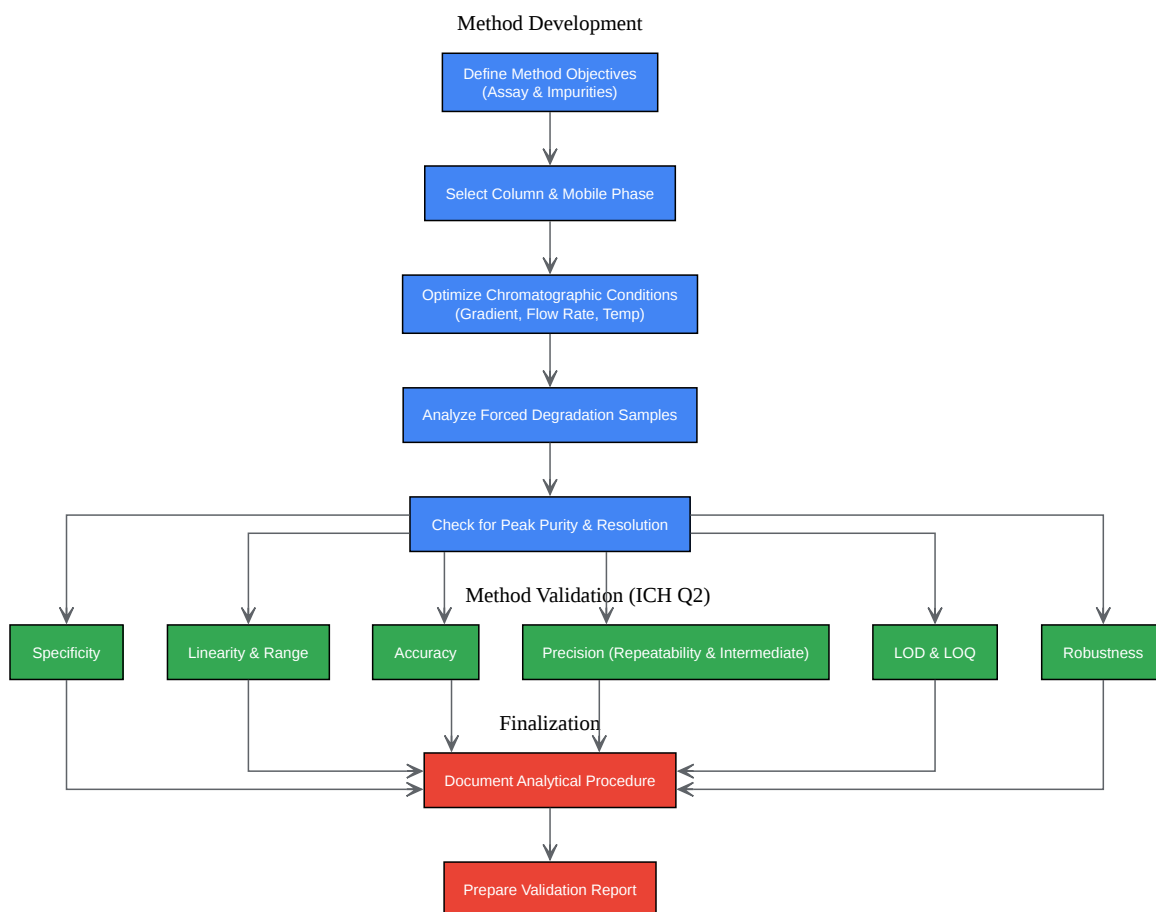 Method Development
Define Method Objectives
(Assay & Impurities)
Select Column & Mobile Phase
Optimize Chromatographic Conditions
(Gradient, Flow Rate, Temp)
Analyze Forced Degradation Samples
Check for Peak Purity & Resolution
Method Validation (ICH Q2)
Specificity
Linearity & Range
Accuracy
Precision (Repeatability & Intermediate)
LOD & LOQ
Robustness
Finalization
Document Analytical Procedure
Prepare Validation Report